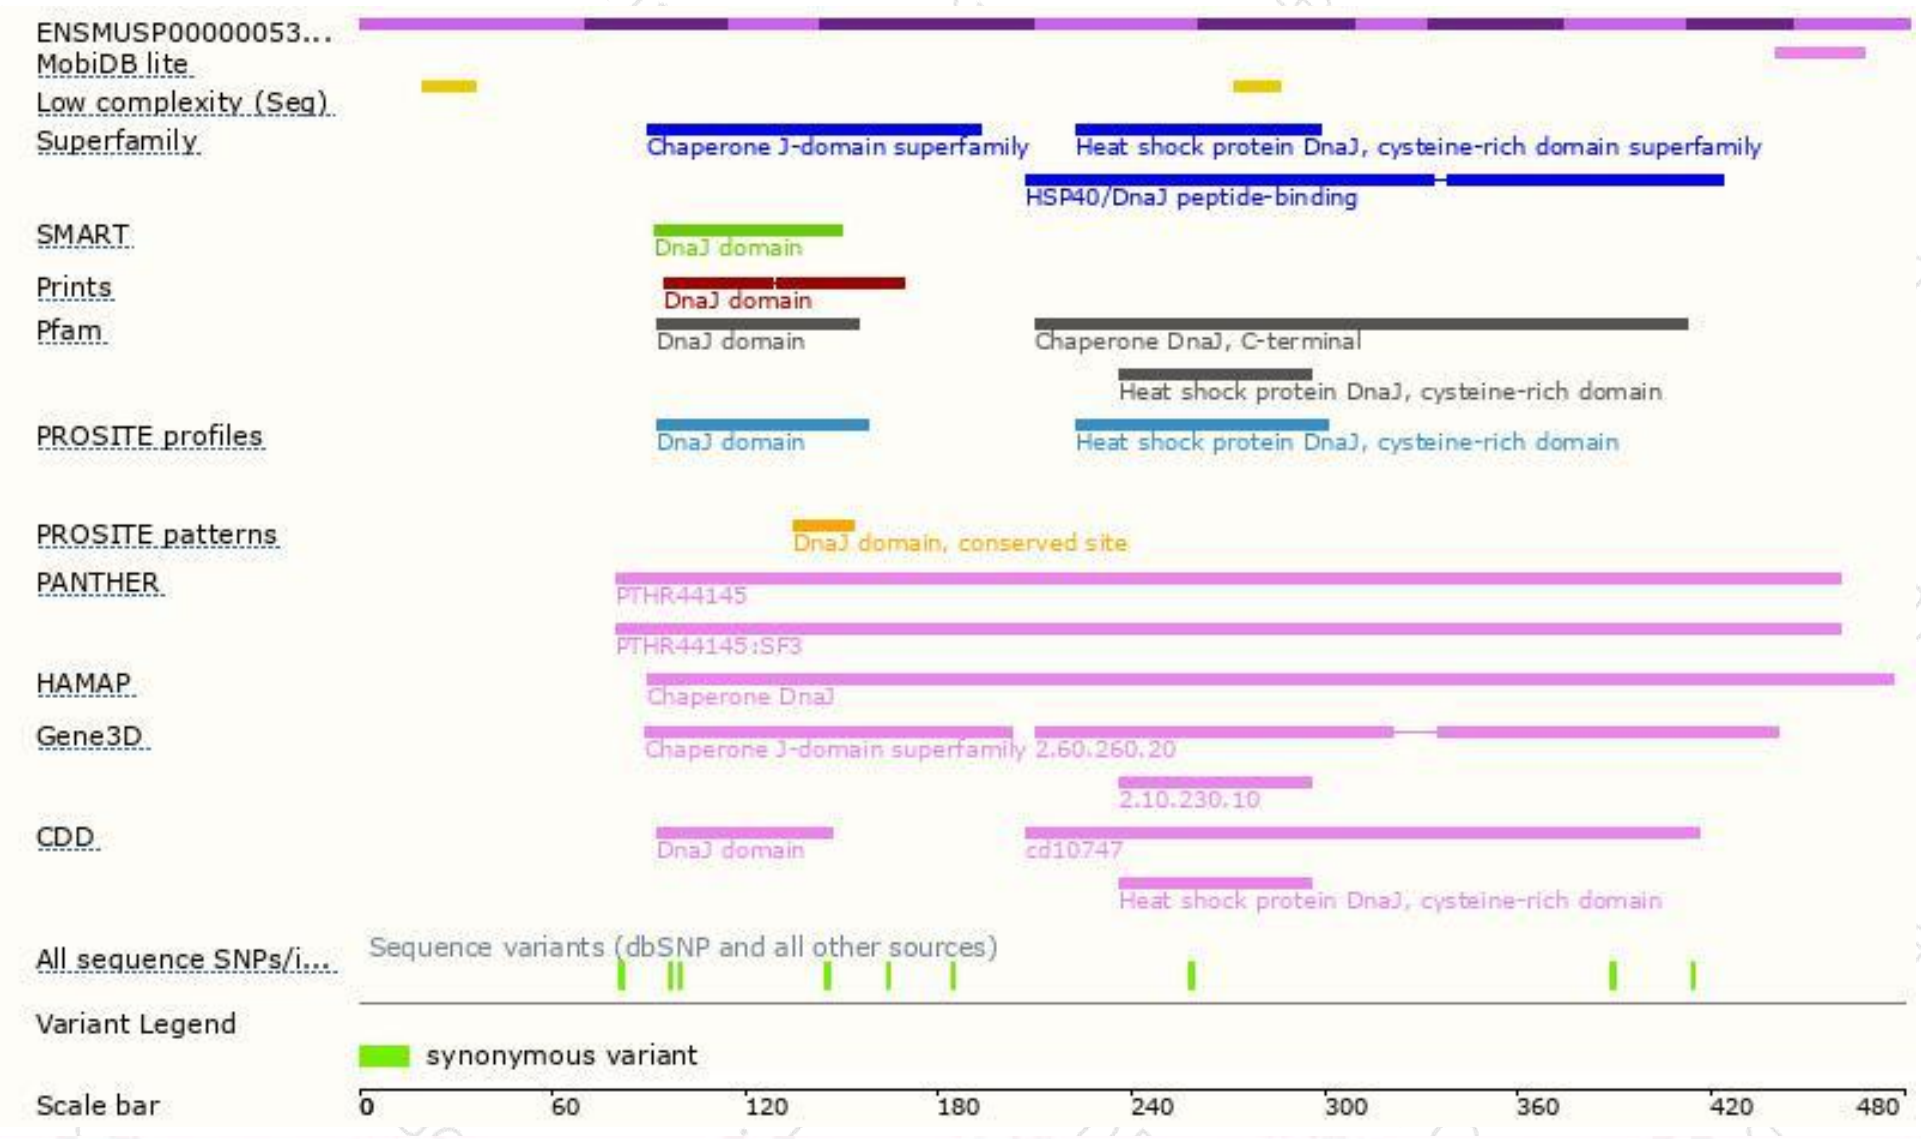 ENSMUSP00000053...
MobiDB lite
Low complexity (Seg)
Superfamily
Chaperone J-domain superfamily
Heat shock protein DnaJ, cysteine-rich domain superfamily
HSP40/DnaJ peptide-binding
SMART
DnaJ domain
Prints
DnaJ domain
Pfam
DnaJ domain
Chaperone DnaJ, C-terminal
Heat shock protein DnaJ, cysteine-rich domain
PROSITE profiles
DnaJ domain
Heat shock protein DnaJ, cysteine-rich domain
PROSITE patterns
DnaJ domain, conserved site
PANTHER
PTHR44145
PTHR44145:SF3
HAMAP
Chaperone DnaJ
Gene3D
Chaperone J-domain superfamily
2.60.260.20
2.10.230.10
CDD
DnaJ domain
cd10747
Heat shock protein DnaJ, cysteine-rich domain
All sequence SNPs/i...
Sequence variants (dbSNP and all other sources)
Variant Legend
synonymous variant
Scale bar
0 60 120 180 240 300 360 420 480